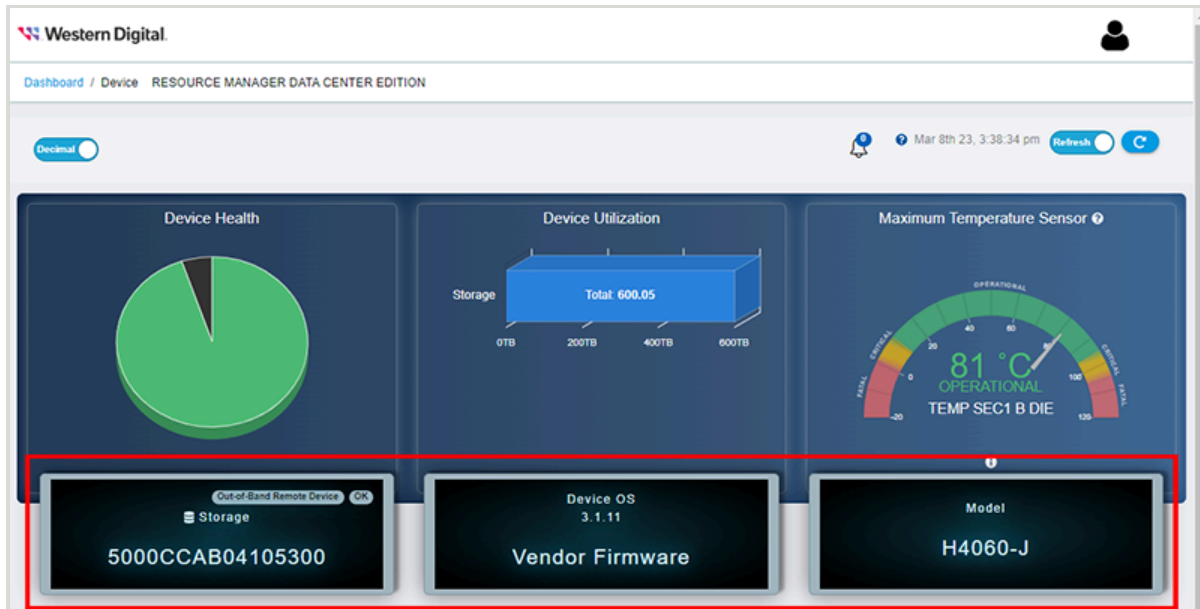 Western Digital.
Dashboard / Device RESOURCE MANAGER DATA CENTER EDITION
Decimal
0
Mar 8th 23, 3:38:34 pm
Refresh
Device Health
Device Utilization
Storage
Total: 600.05
0TB 200TB 400TB 600TB
Maximum Temperature Sensor
FATAL CRITICAL OPERATIONAL CRITICAL FATAL
-20 0 20 40 60 80 100 120
81 °C
OPERATIONAL
TEMP SEC1 B DIE
Out-of-Band Remote Device OK
Storage
5000CCAB04105300
Device OS
3.1.11
Vendor Firmware
Model
H4060-J